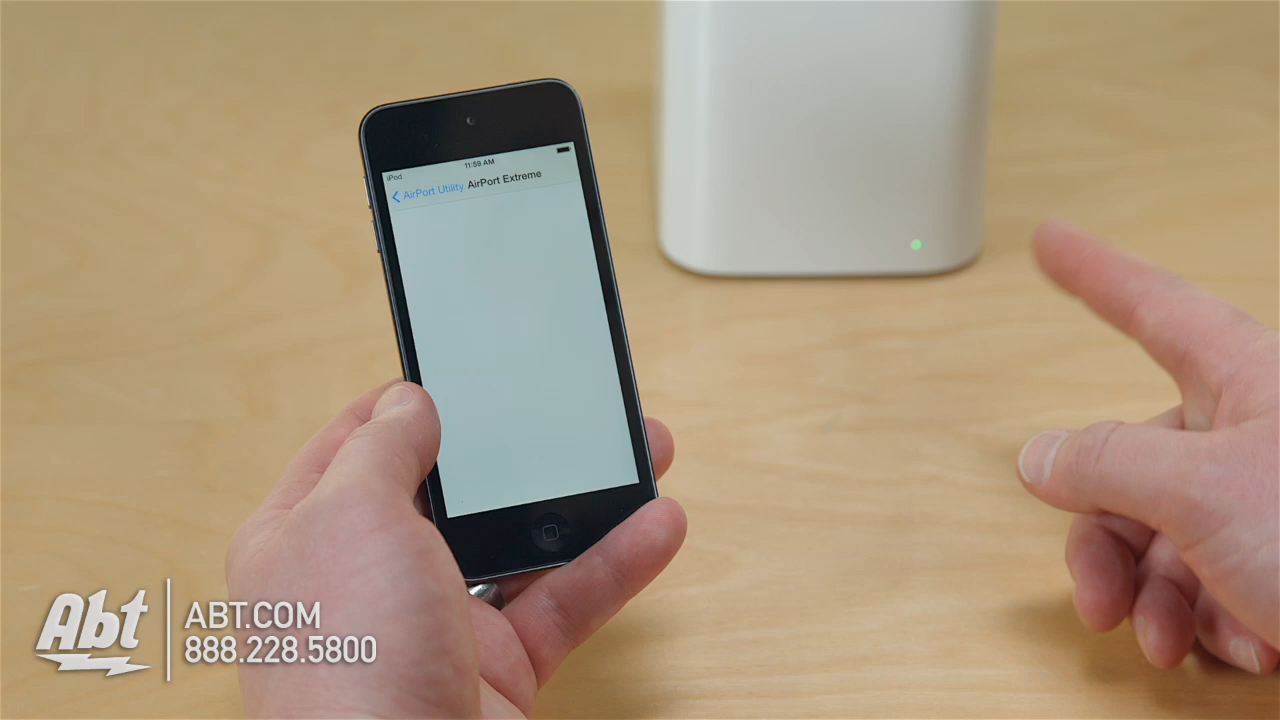 iPod
11:59 AM
AirPort Utility AirPort Extreme
Abt
ABT.COM
888.228.5800